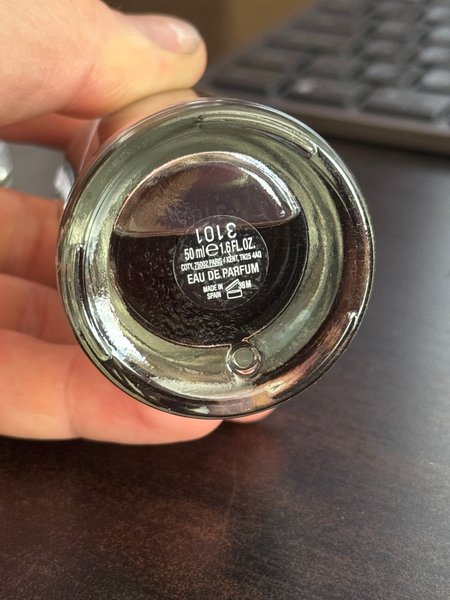 3101
50 ml ℮ 1.6 FL.OZ.
COTY, 75002 PARIS / KENT, TN25 4AQ
EAU DE PARFUM
MADE IN
SPAIN
36 M